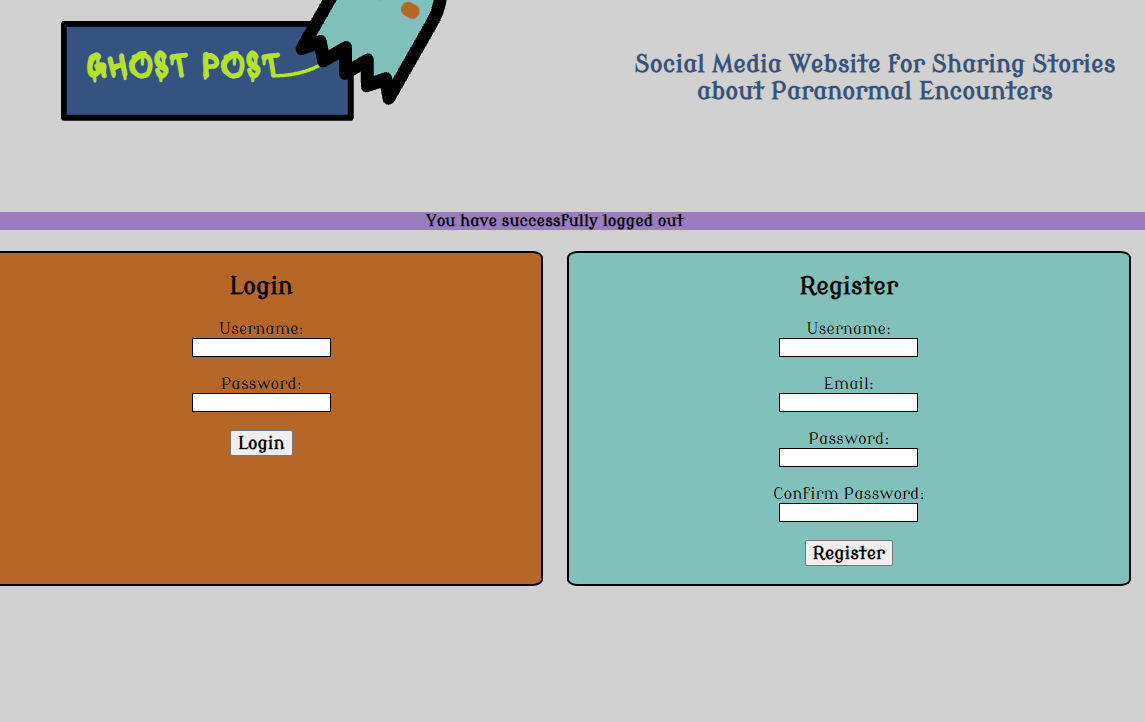 GHOST POST
Social Media Website for Sharing Stories
about Paranormal Encounters
You have successfully logged out
Login
Username:
Password:
Login
Register
Username:
Email:
Password:
Confirm Password:
Register